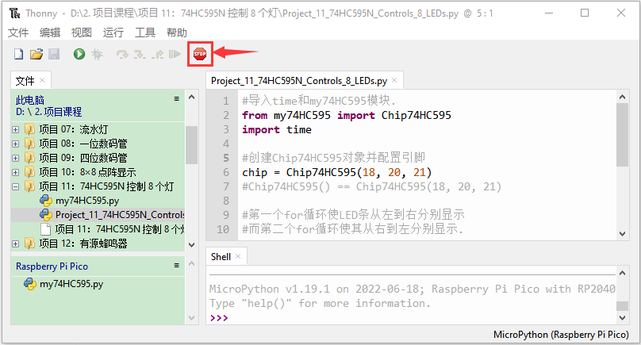 Thonny - D:\2. 项目课程\项目 11：74HC595N 控制 8 个灯\Project_11_74HC595N_Controls_8_LEDs.py @ 5 : 1
文件 编辑 视图 运行 工具 帮助
STOP
文件
此电脑
D: \ 2. 项目课程
项目 07：流水灯
项目 08：一位数码管
项目 09：四位数码管
项目 10：8×8 点阵显示
项目 11：74HC595N 控制 8 个灯
my74HC595.py
Project_11_74HC595N_Controls
项目 11：74HC595N 控制 8 个灯
项目 12：有源蜂鸣器
Raspberry Pi Pico
my74HC595.py
Project_11_74HC595N_Controls_8_LEDs.py
1 #导入time和my74HC595模块.
2 from my74HC595 import Chip74HC595
3 import time
4
5 #创建Chip74HC595对象并配置引脚
6 chip = Chip74HC595(18, 20, 21)
7 #Chip74HC595() == Chip74HC595(18, 20, 21)
8
9 #第一个for循环使LED条从左到右分别显示
10 #而第二个for循环使其从右到左分别显示.
Shell
MicroPython v1.19.1 on 2022-06-18; Raspberry Pi Pico with RP2040
Type "help()" for more information.
>>>
MicroPython (Raspberry Pi Pico)